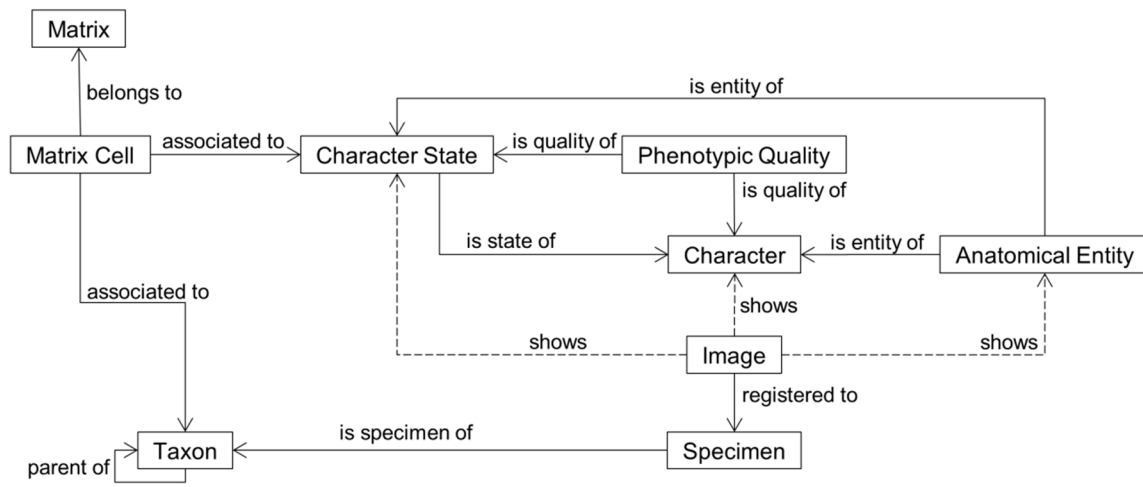 Matrix
belongs to
is entity of
Matrix Cell
associated to
Character State
is quality of
Phenotypic Quality
is quality of
is state of
Character
is entity of
Anatomical Entity
associated to
shows
shows
shows
Image
registered to
Taxon
is specimen of
Specimen
parent of